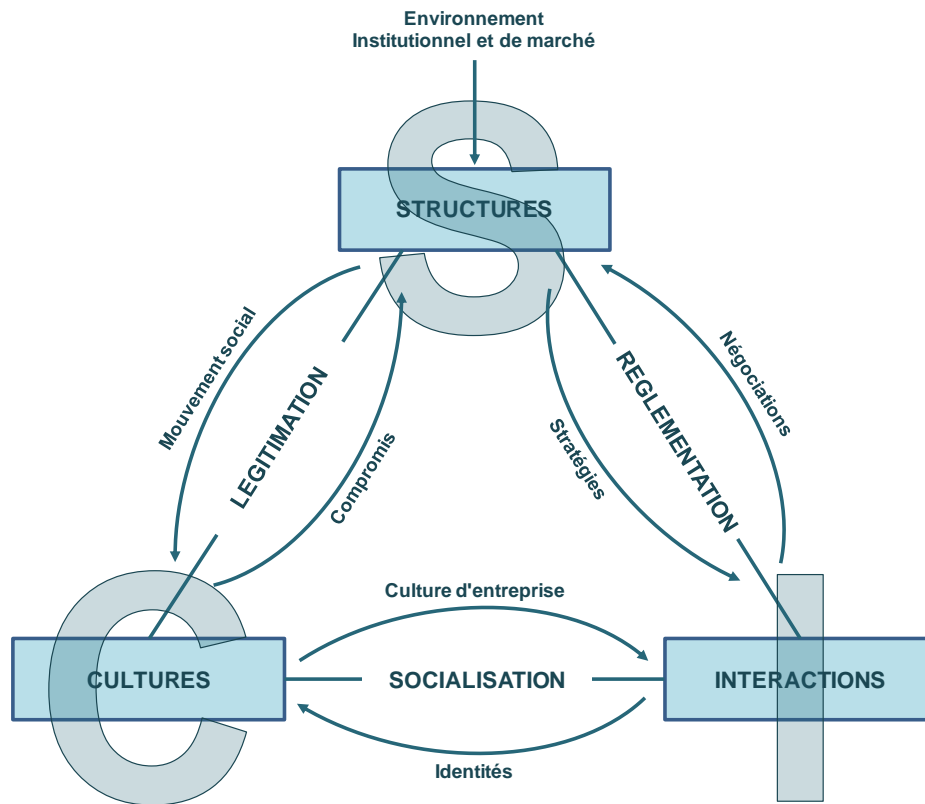 Environnement
Institutionnel et de marché
S
STRUCTURES
Mouvement social
LEGITIMATION
Compromis
Stratégies
REGLEMENTATION
Négociations
Culture d'entreprise
C
CULTURES
SOCIALISATION
I
INTERACTIONS
Identités